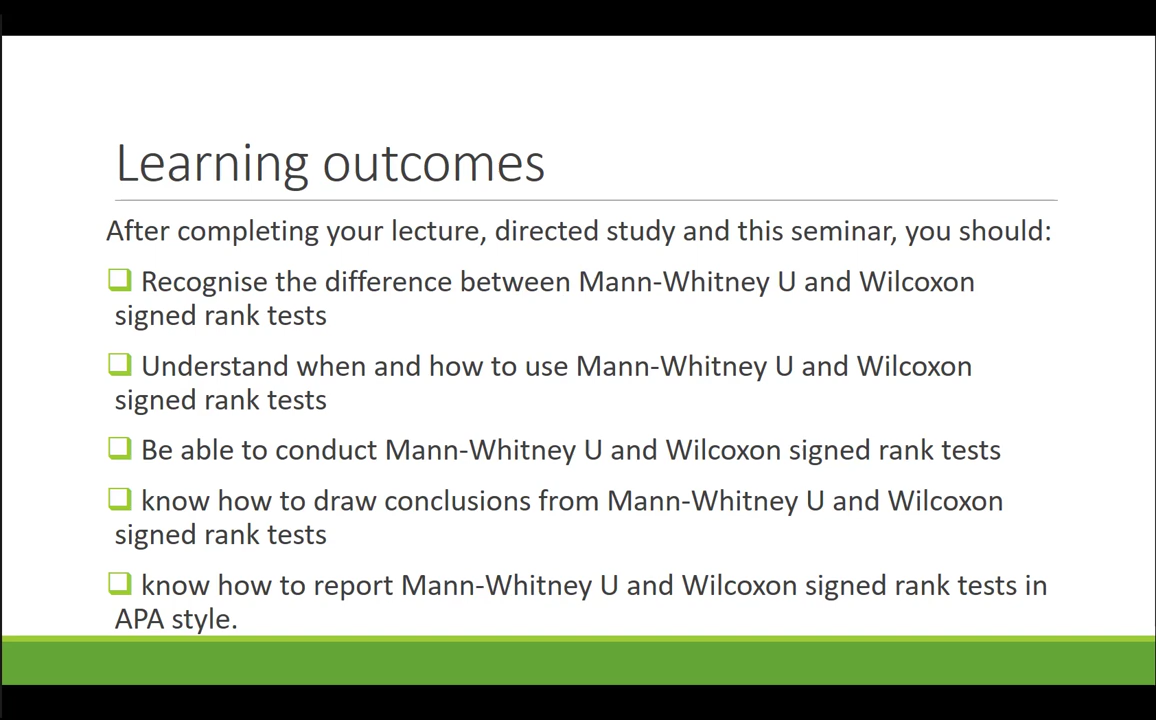 Learning outcomes
After completing your lecture, directed study and this seminar, you should:
Recognise the difference between Mann-Whitney U and Wilcoxon
signed rank tests
Understand when and how to use Mann-Whitney U and Wilcoxon
signed rank tests
Be able to conduct Mann-Whitney U and Wilcoxon signed rank tests
know how to draw conclusions from Mann-Whitney U and Wilcoxon
signed rank tests
know how to report Mann-Whitney U and Wilcoxon signed rank tests in
APA style.